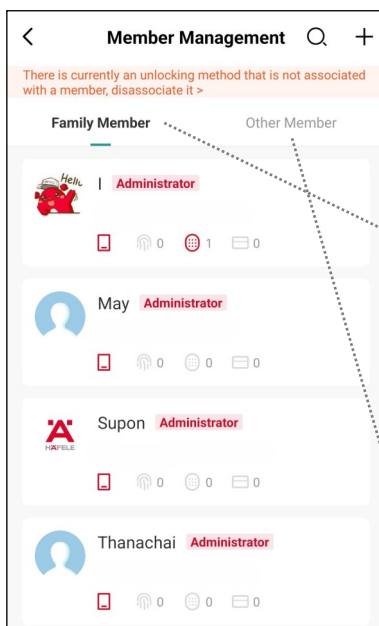 Member Management
There is currently an unlocking method that is not associated
with a member, disassociate it >
Family Member Other Member
Hello
I Administrator
0 1 0
May Administrator
0 0 0
Supon Administrator
HÄFELE
0 0 0
Thanachai Administrator
0 0 0